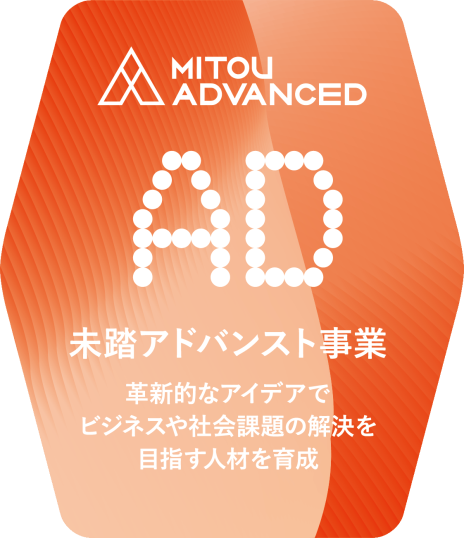 MITOU
ADVANCED
AD
未踏アドバンスト事業
革新的なアイデアで
ビジネスや社会課題の解決を
目指す人材を育成